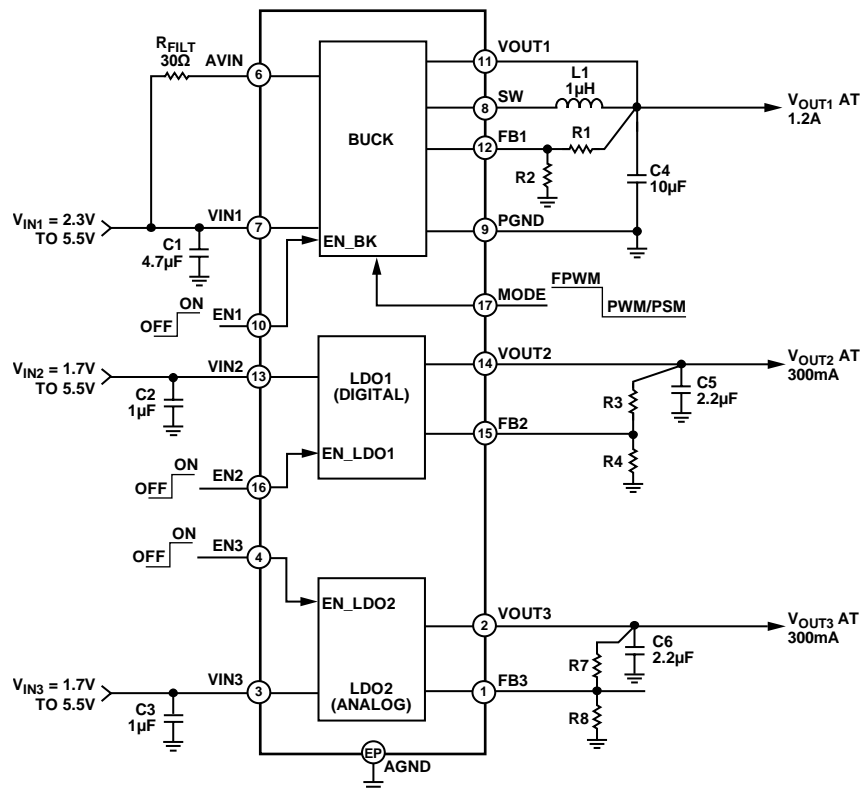 RFILT
30Ω
AVIN
6
VOUT1
11
L1
1µH
SW
8
VOUT1 AT
1.2A
BUCK
FB1
12
R1
R2
C4
10µF
VIN1 = 2.3V
TO 5.5V
VIN1
7
PGND
9
C1
4.7µF
EN_BK
OFF
ON
EN1
10
MODE
17
FPWM
PWM/PSM
VIN2 = 1.7V
TO 5.5V
VIN2
13
LDO1
(DIGITAL)
VOUT2
14
VOUT2 AT
300mA
C2
1µF
R3
C5
2.2µF
FB2
15
EN_LDO1
R4
OFF
ON
EN2
16
OFF
ON
EN3
4
EN_LDO2
VOUT3
2
VOUT3 AT
300mA
C6
2.2µF
R7
VIN3 = 1.7V
TO 5.5V
VIN3
3
LDO2
(ANALOG)
FB3
1
C3
1µF
R8
EP
AGND